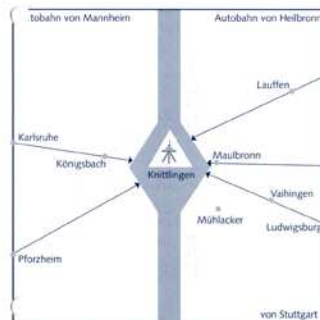 tobahn von Mannheim
Autobahn von Heilbronn
Lauffen
Karlsruhe
Königsbach
Maulbronn
Knittlingen
Vaihingen
Mühlacker
Ludwigsburg
Pforzheim
von Stuttgart